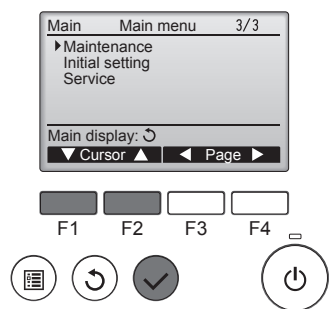 Main Main menu 3/3
Maintenance
Initial setting
Service
Main display:
Cursor Page
F1 F2 F3 F4